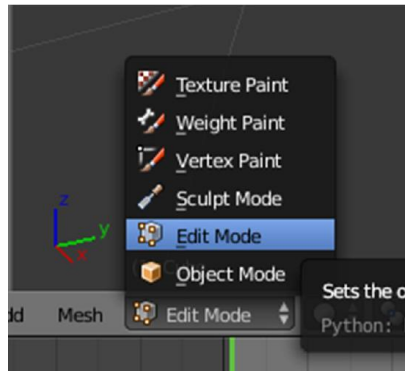 Texture Paint
Weight Paint
Vertex Paint
Sculpt Mode
z
y
x
Edit Mode
Object Mode
Mesh
Edit Mode
Sets the
Python: